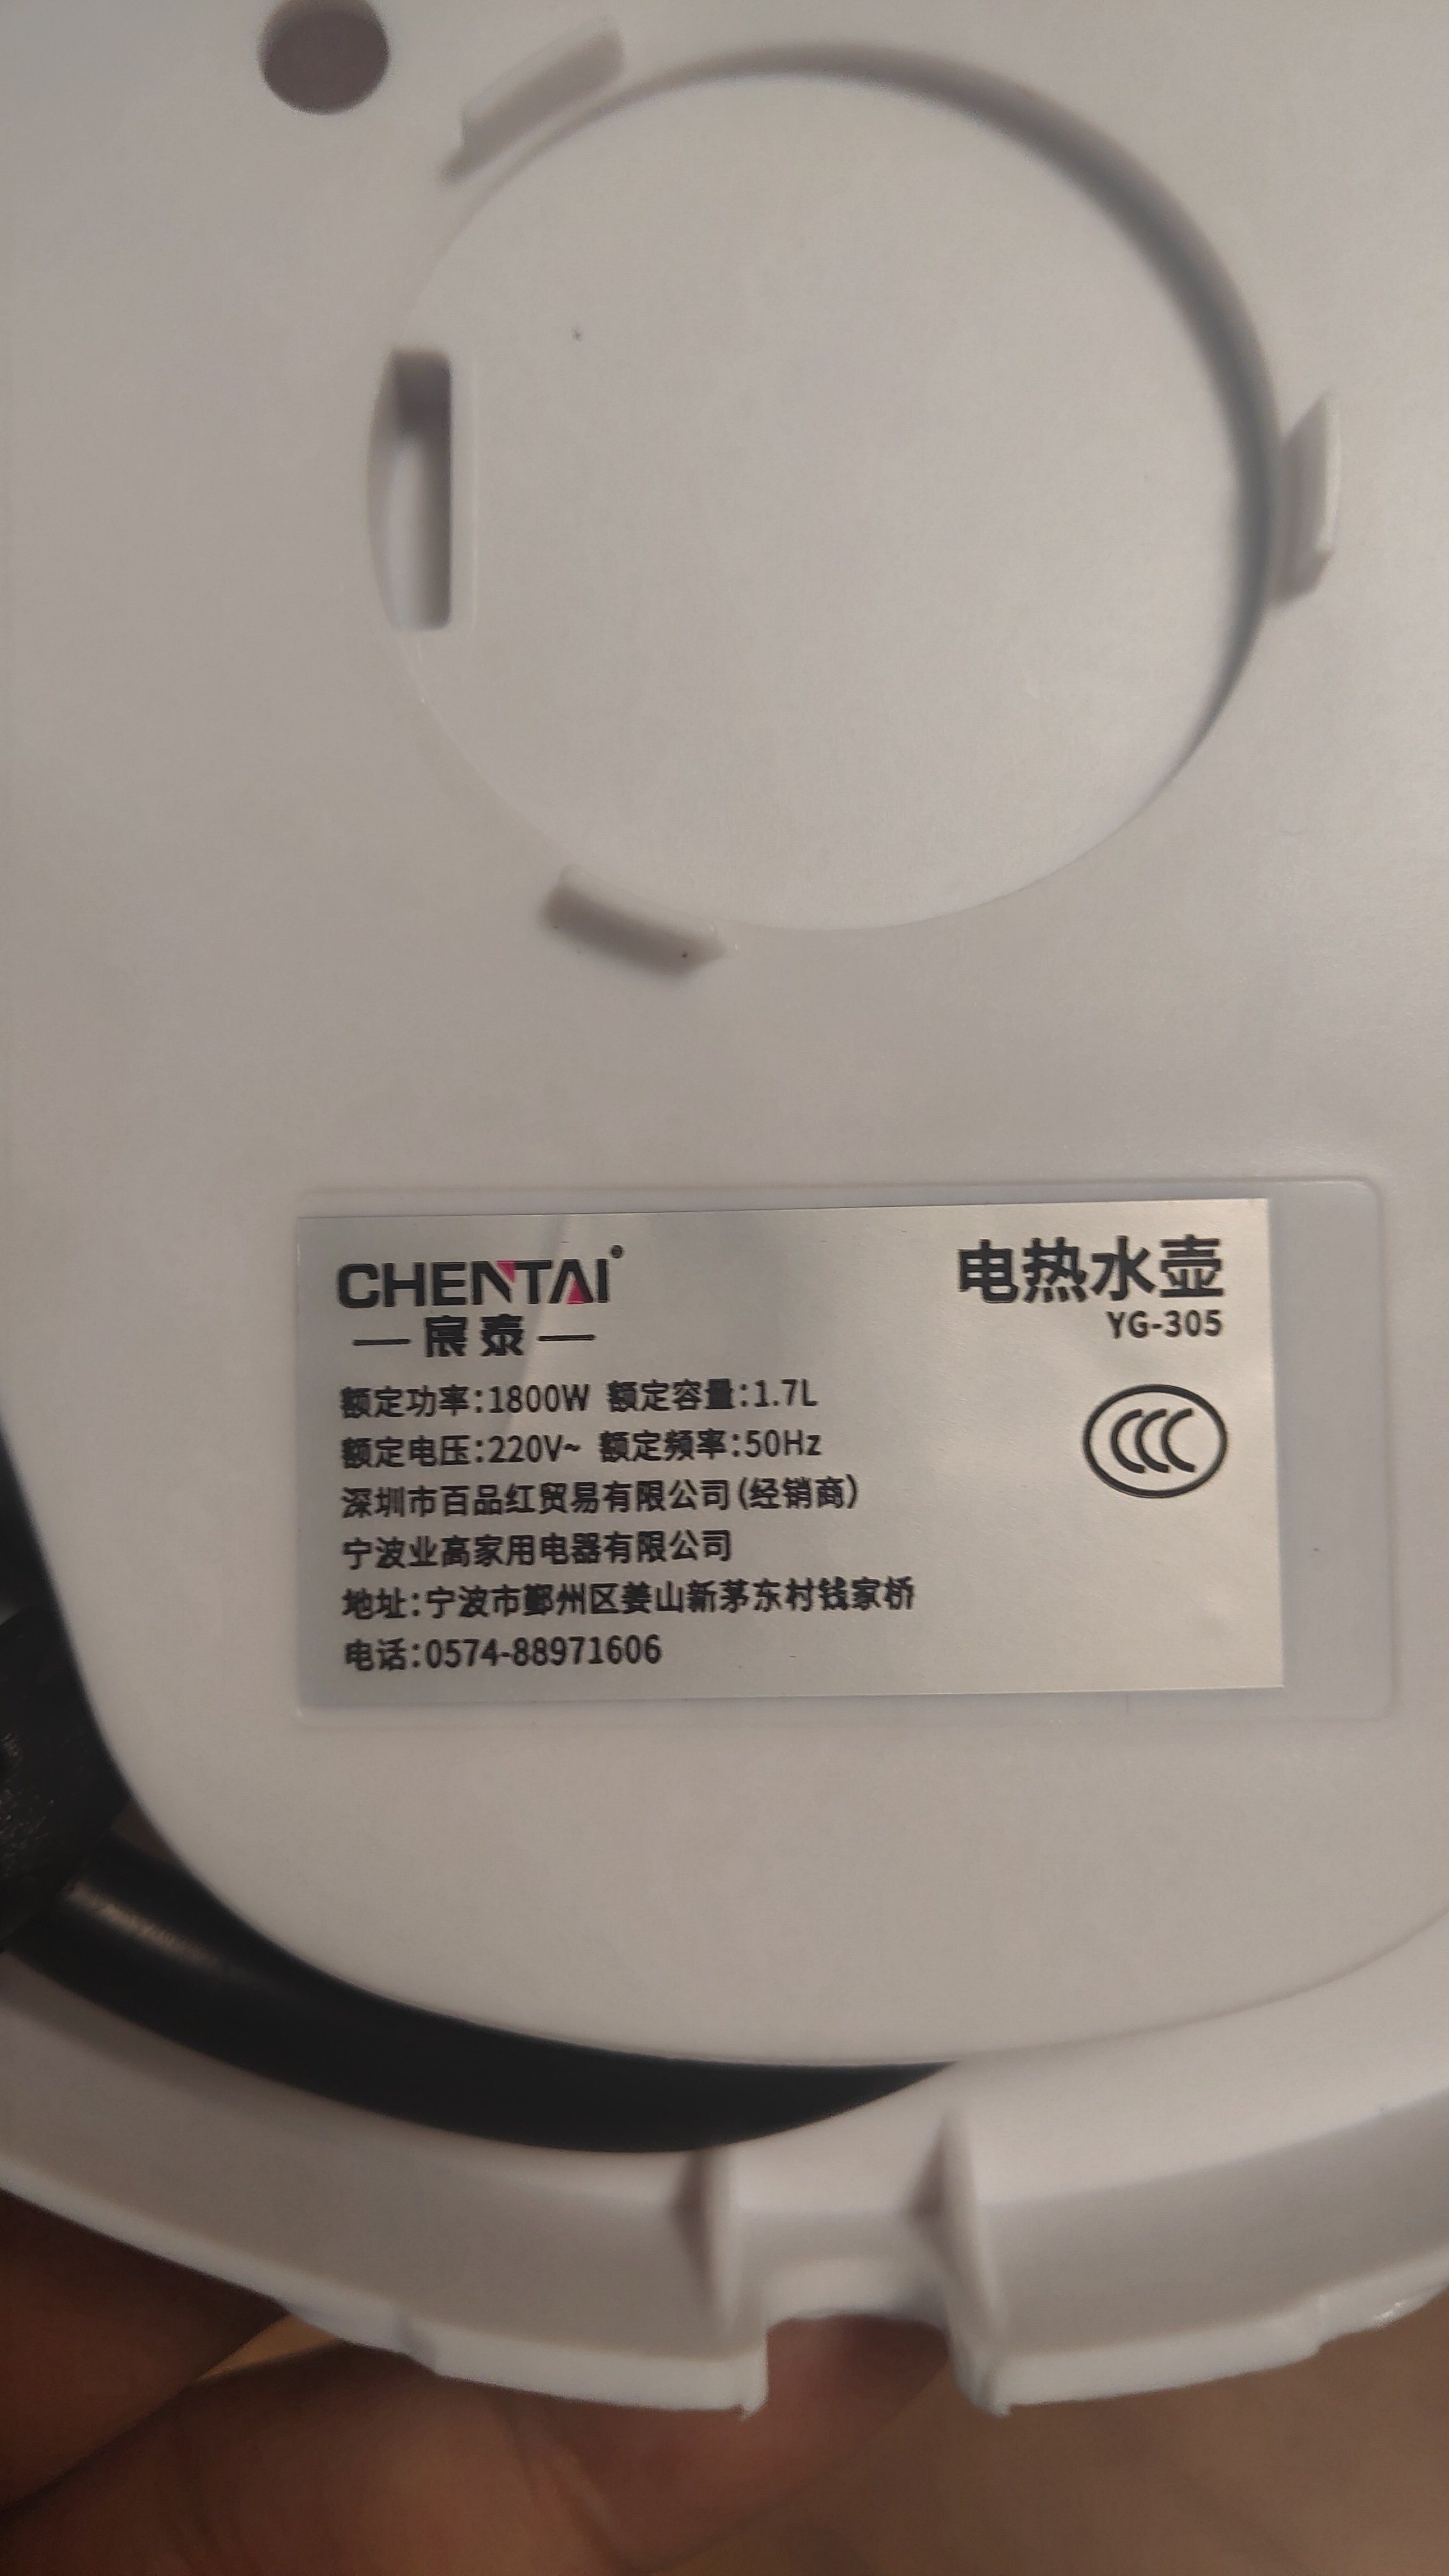 CHENTAI®
宸泰
电热水壶
YG-305
额定功率:1800W 额定容量:1.7L
额定电压:220V~ 额定频率:50Hz
深圳市百品红贸易有限公司(经销商)
宁波业高家用电器有限公司
地址:宁波市鄞州区姜山新茅东村钱家桥
电话:0574-88971606
CCC